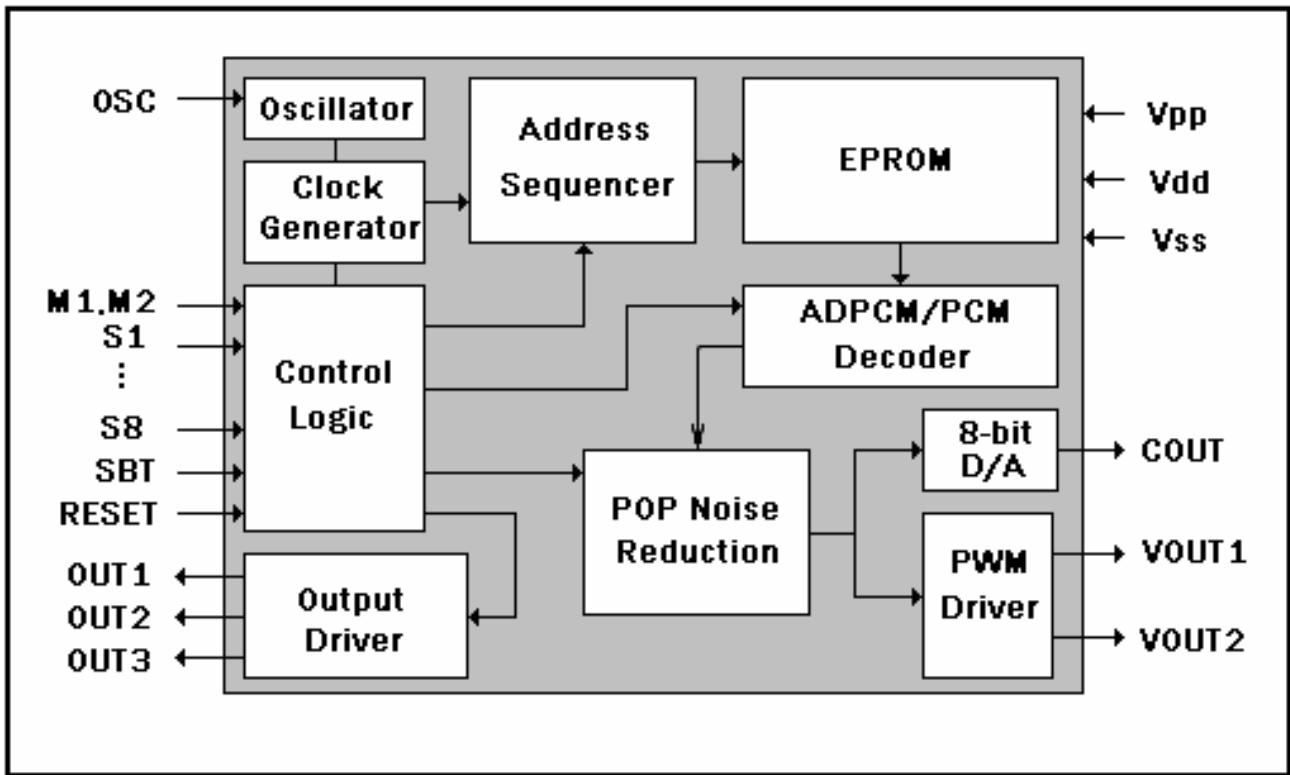 OSC
Oscillator
Clock
Generator
Address
Sequencer
EPROM
Vpp
Vdd
Vss
M1,M2
S1
⋮
S8
SBT
RESET
Control
Logic
ADPCM/PCM
Decoder
POP Noise
Reduction
8-bit
D/A
COUT
PWM
Driver
VOUT1
VOUT2
OUT1
OUT2
OUT3
Output
Driver